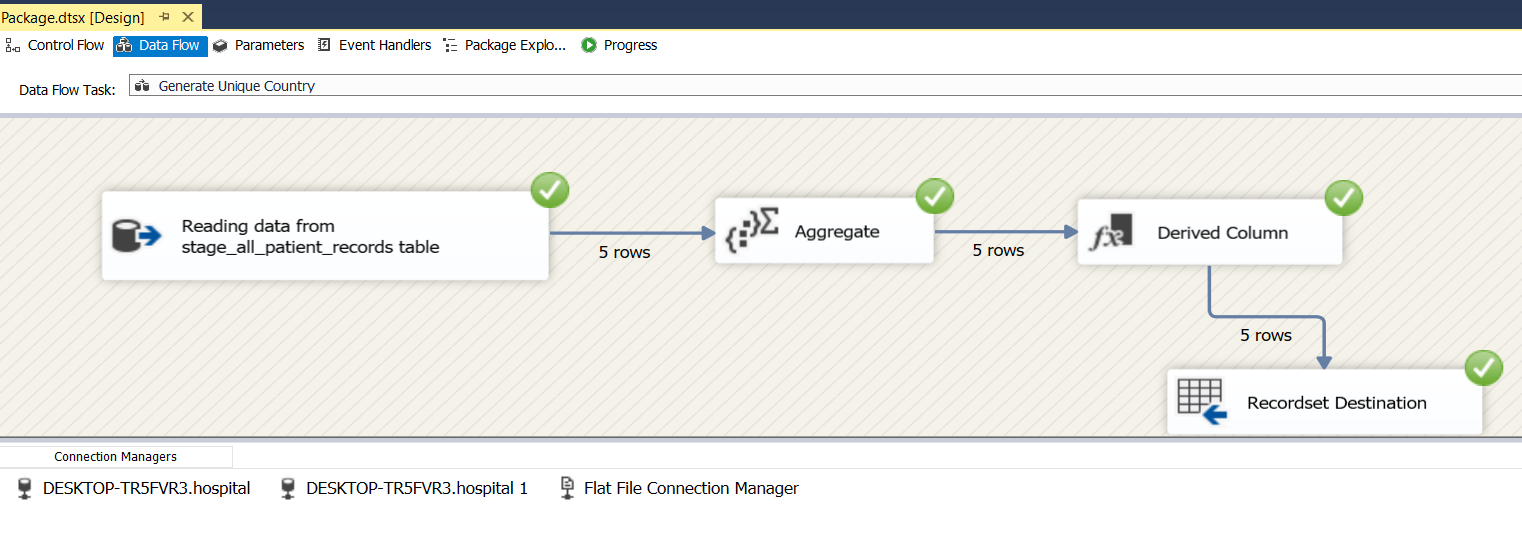 Package.dtsx [Design]
Control Flow
Data Flow
Parameters
Event Handlers
Package Explo...
Progress
Data Flow Task:
Generate Unique Country
Reading data from
stage_all_patient_records table
5 rows
Aggregate
5 rows
Derived Column
5 rows
Recordset Destination
Connection Managers
DESKTOP-TR5FVR3.hospital
DESKTOP-TR5FVR3.hospital 1
Flat File Connection Manager